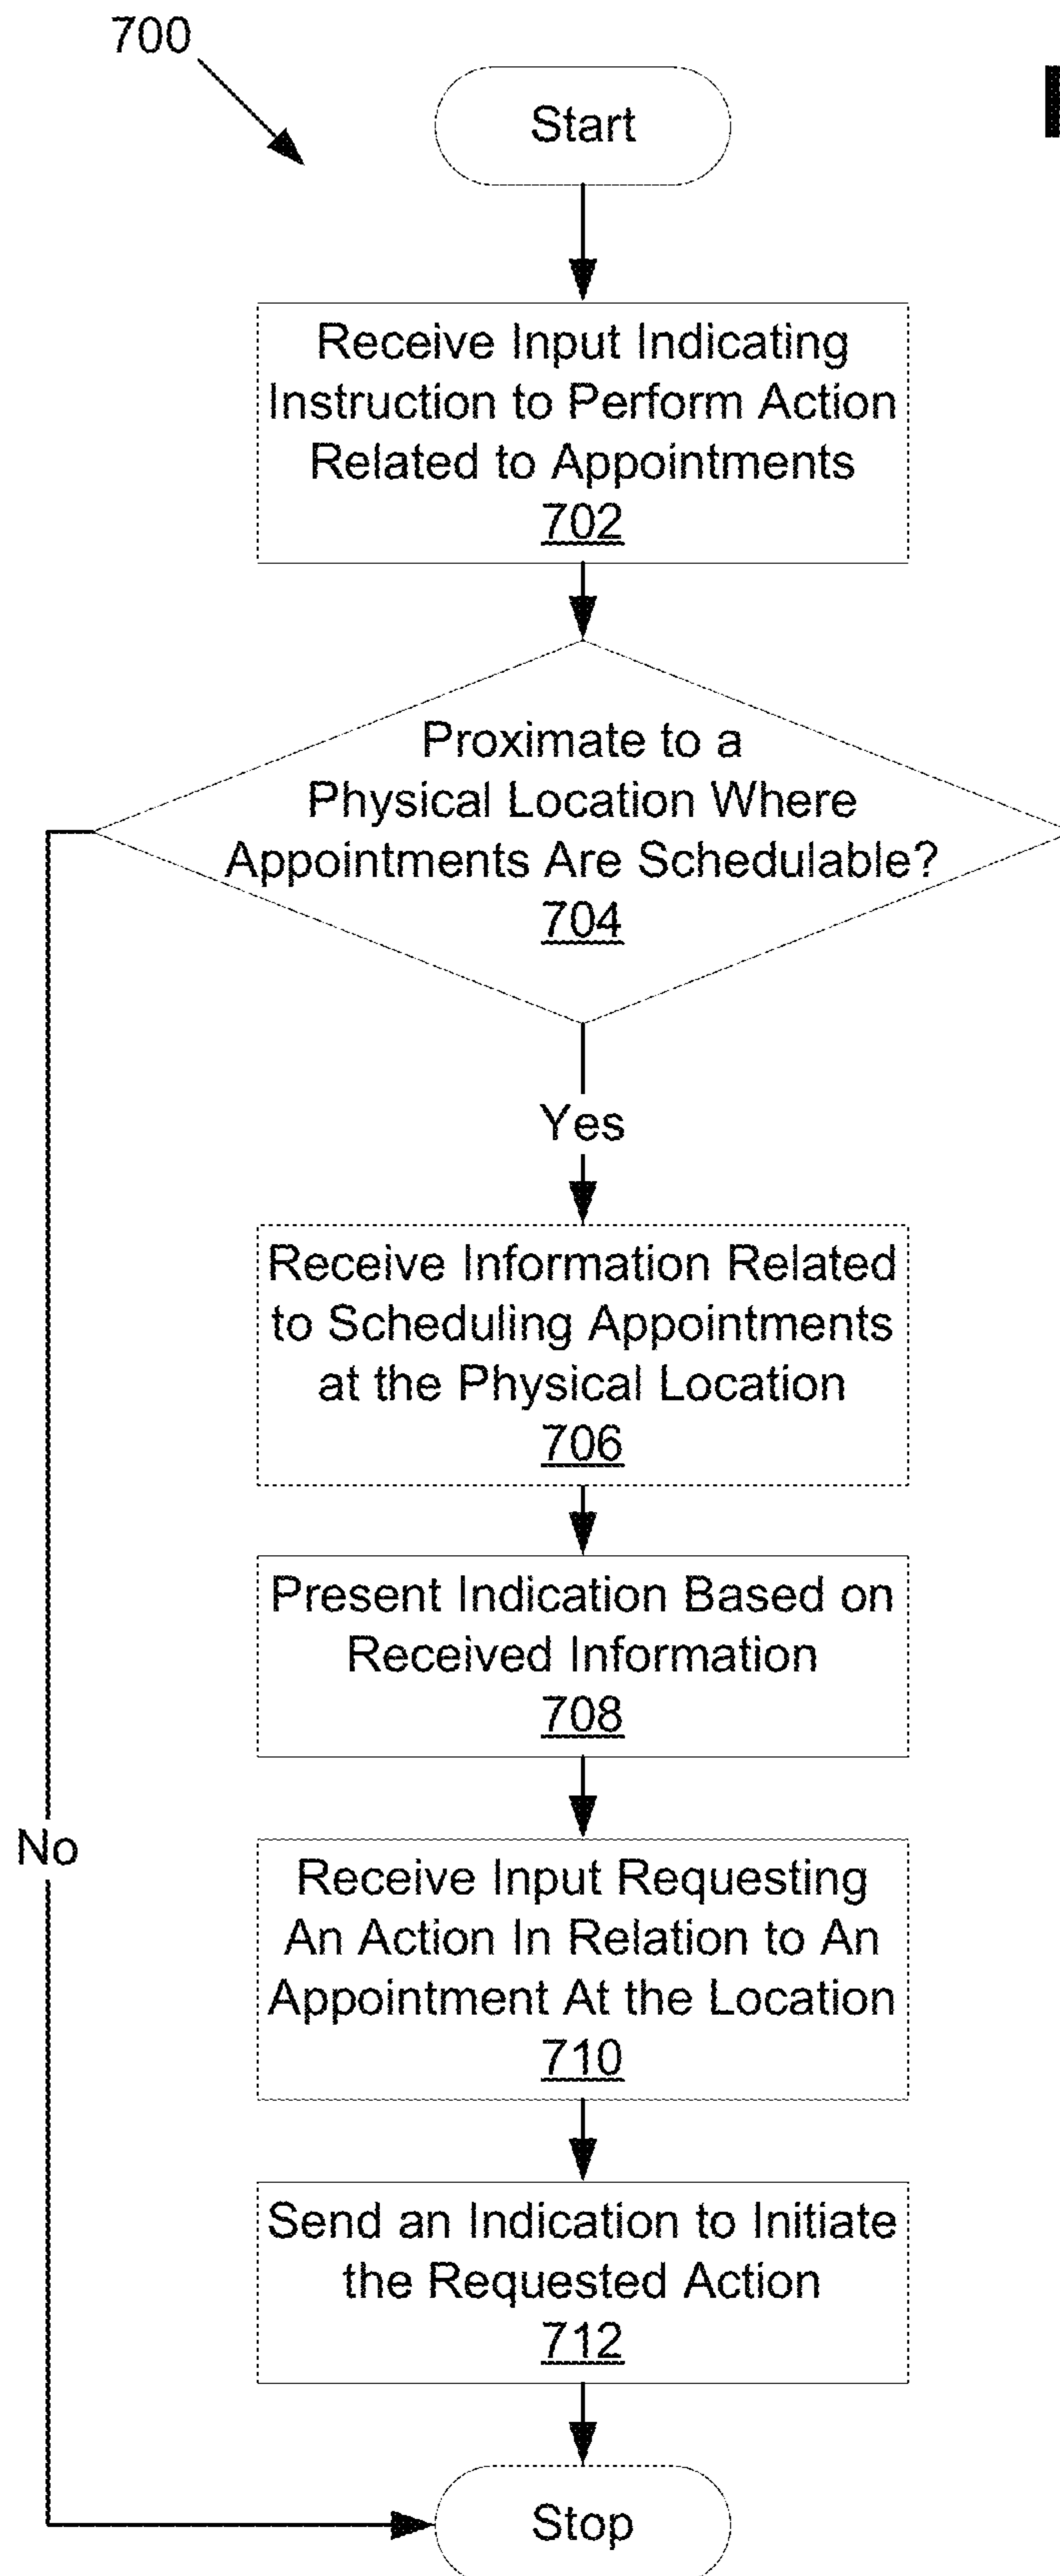 700
Start
Receive Input Indicating
Instruction to Perform Action
Related to Appointments
702
Proximate to a
Physical Location Where
Appointments Are Schedulable?
704
Yes
Receive Information Related
to Scheduling Appointments
at the Physical Location
706
Present Indication Based on
Received Information
708
No
Receive Input Requesting
An Action In Relation to An
Appointment At the Location
710
Send an Indication to Initiate
the Requested Action
712
Stop